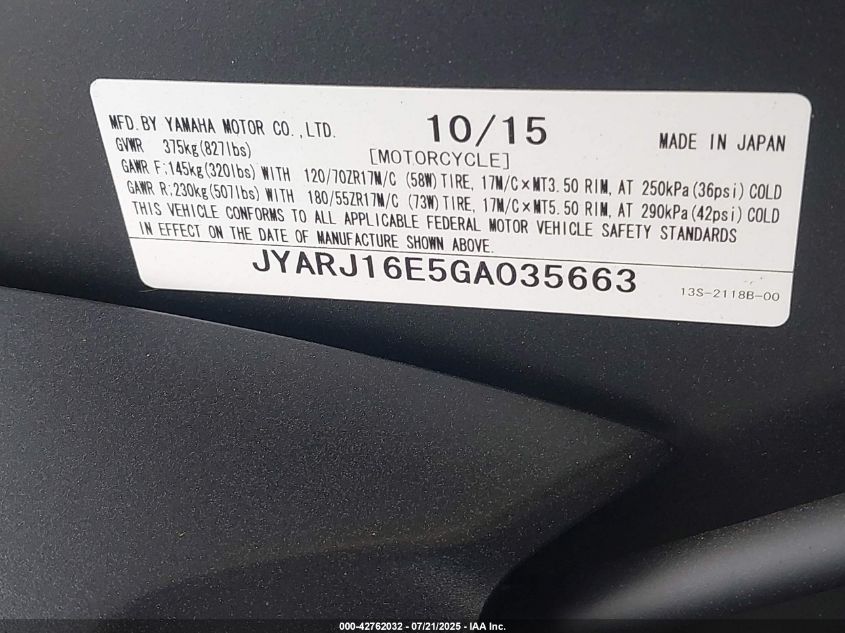 MFD. BY YAMAHA MOTOR CO.,LTD. 10/15 MADE IN JAPAN
GVWR 375kg(827lbs) [MOTORCYCLE]
GAWR F:145kg(320lbs) WITH 120/70ZR17M/C (58W) TIRE, 17M/C×MT3.50 RIM, AT 250kPa(36psi) COLD
GAWR R:230kg(507lbs) WITH 180/55ZR17M/C (73W) TIRE, 17M/C×MT5.50 RIM, AT 290kPa(42psi) COLD
THIS VEHICLE CONFORMS TO ALL APPLICABLE FEDERAL MOTOR VEHICLE SAFETY STANDARDS
IN EFFECT ON THE DATE OF MANUFACTURE SHOWN ABOVE.
JYARJ16E5GA035663 13S-2118B-00
000-42762032 - 07/21/2025 - IAA Inc.